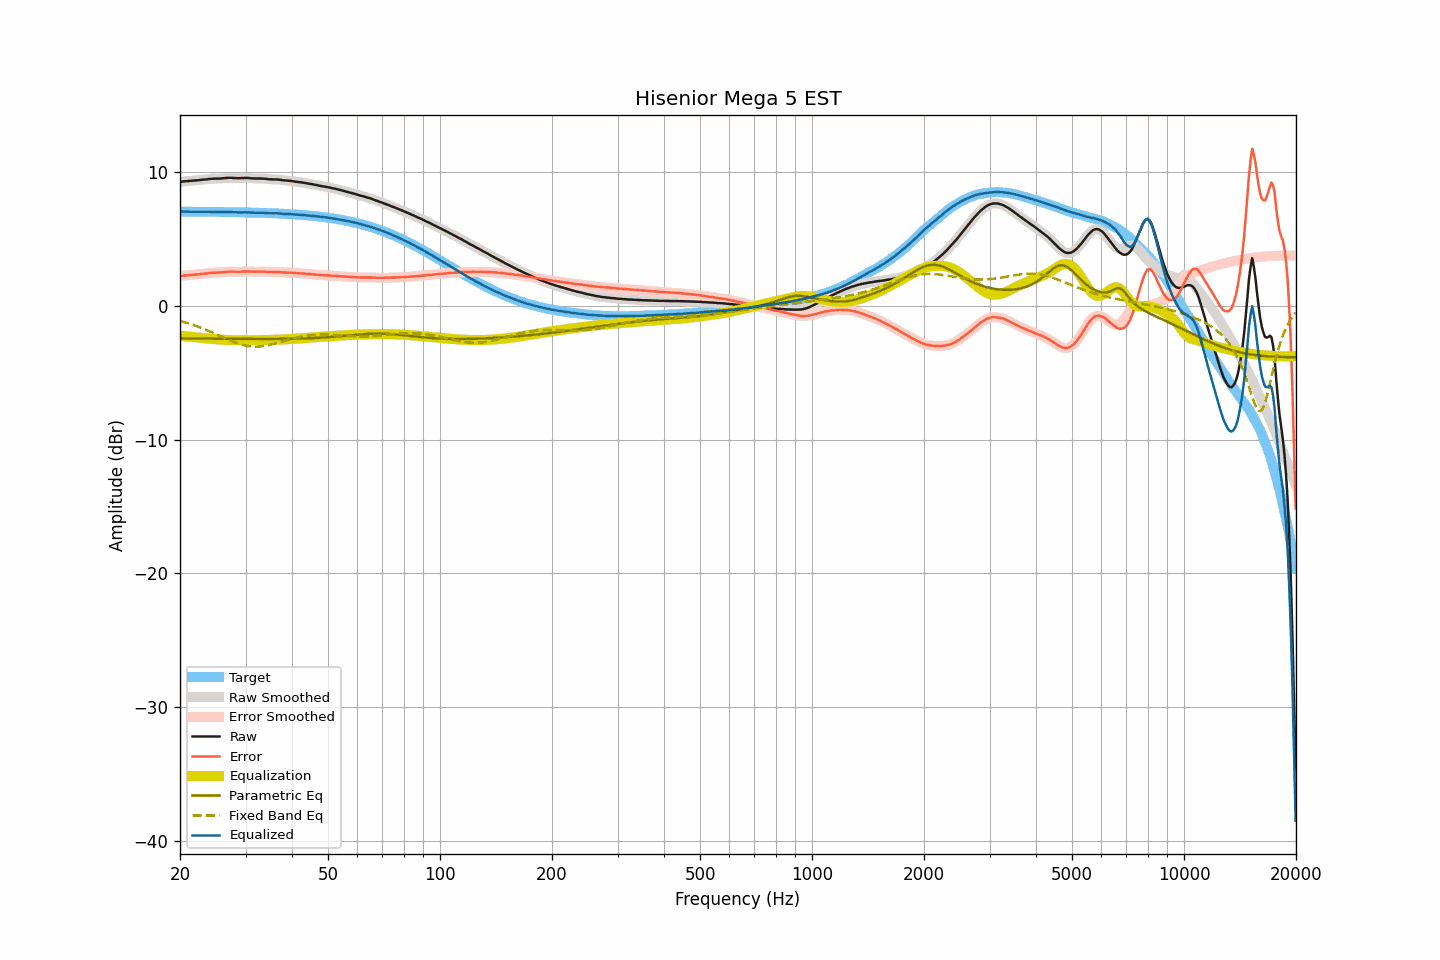 Hisenior Mega 5 EST
10
0
−10
−20
−30
−40
Amplitude (dBr)
Target
Raw Smoothed
Error Smoothed
Raw
Error
Equalization
Parametric Eq
Fixed Band Eq
Equalized
20 50 100 200 500 1000 2000 5000 10000 20000
Frequency (Hz)